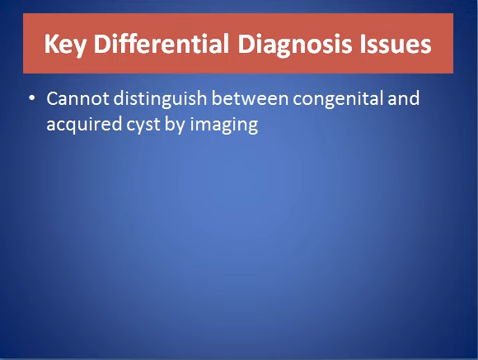 Key Differential Diagnosis Issues
• Cannot distinguish between congenital and
acquired cyst by imaging